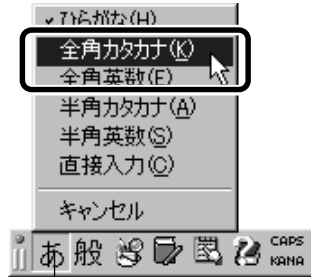 ひらがな(H)
全角カタカナ(K)
全角英数(F)
半角カタカナ(A)
半角英数(S)
直接入力(C)
キャンセル
あ 般 CAPS
KANA